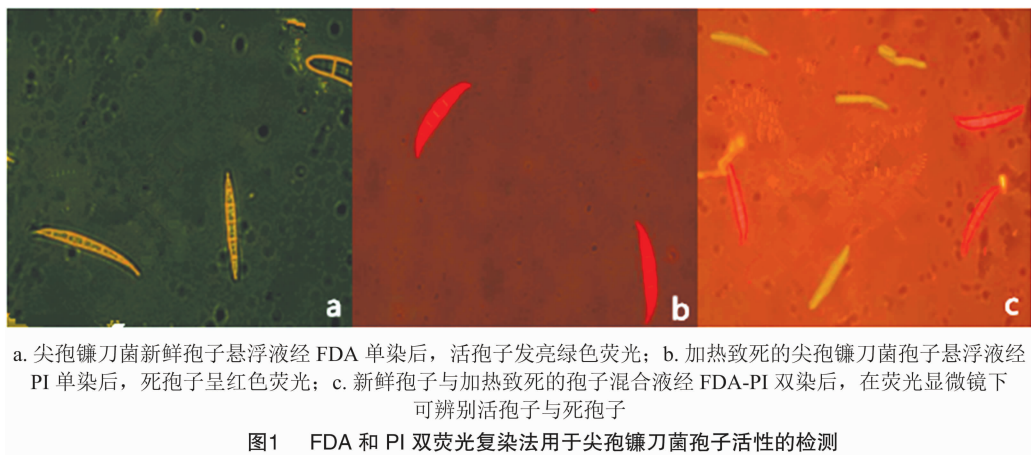 a
b
c
a. 尖孢镰刀菌新鲜孢子悬浮液经 FDA 单染后，活孢子发亮绿色荧光；b. 加热致死的尖孢镰刀菌孢子悬浮液经
PI 单染后，死孢子呈红色荧光；c. 新鲜孢子与加热致死的孢子混合液经 FDA-PI 双染后，在荧光显微镜下
可辨别活孢子与死孢子
图1 FDA 和 PI 双荧光复染法用于尖孢镰刀菌孢子活性的检测